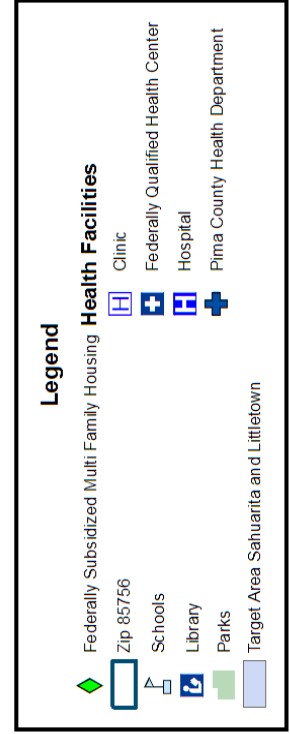 Legend
Federally Subsidized Multi Family Housing
Zip 85756
Schools
Library
Parks
Target Area Sahuarita and Littletown
Health Facilities
H Clinic
Federally Qualified Health Center
H Hospital
Pima County Health Department